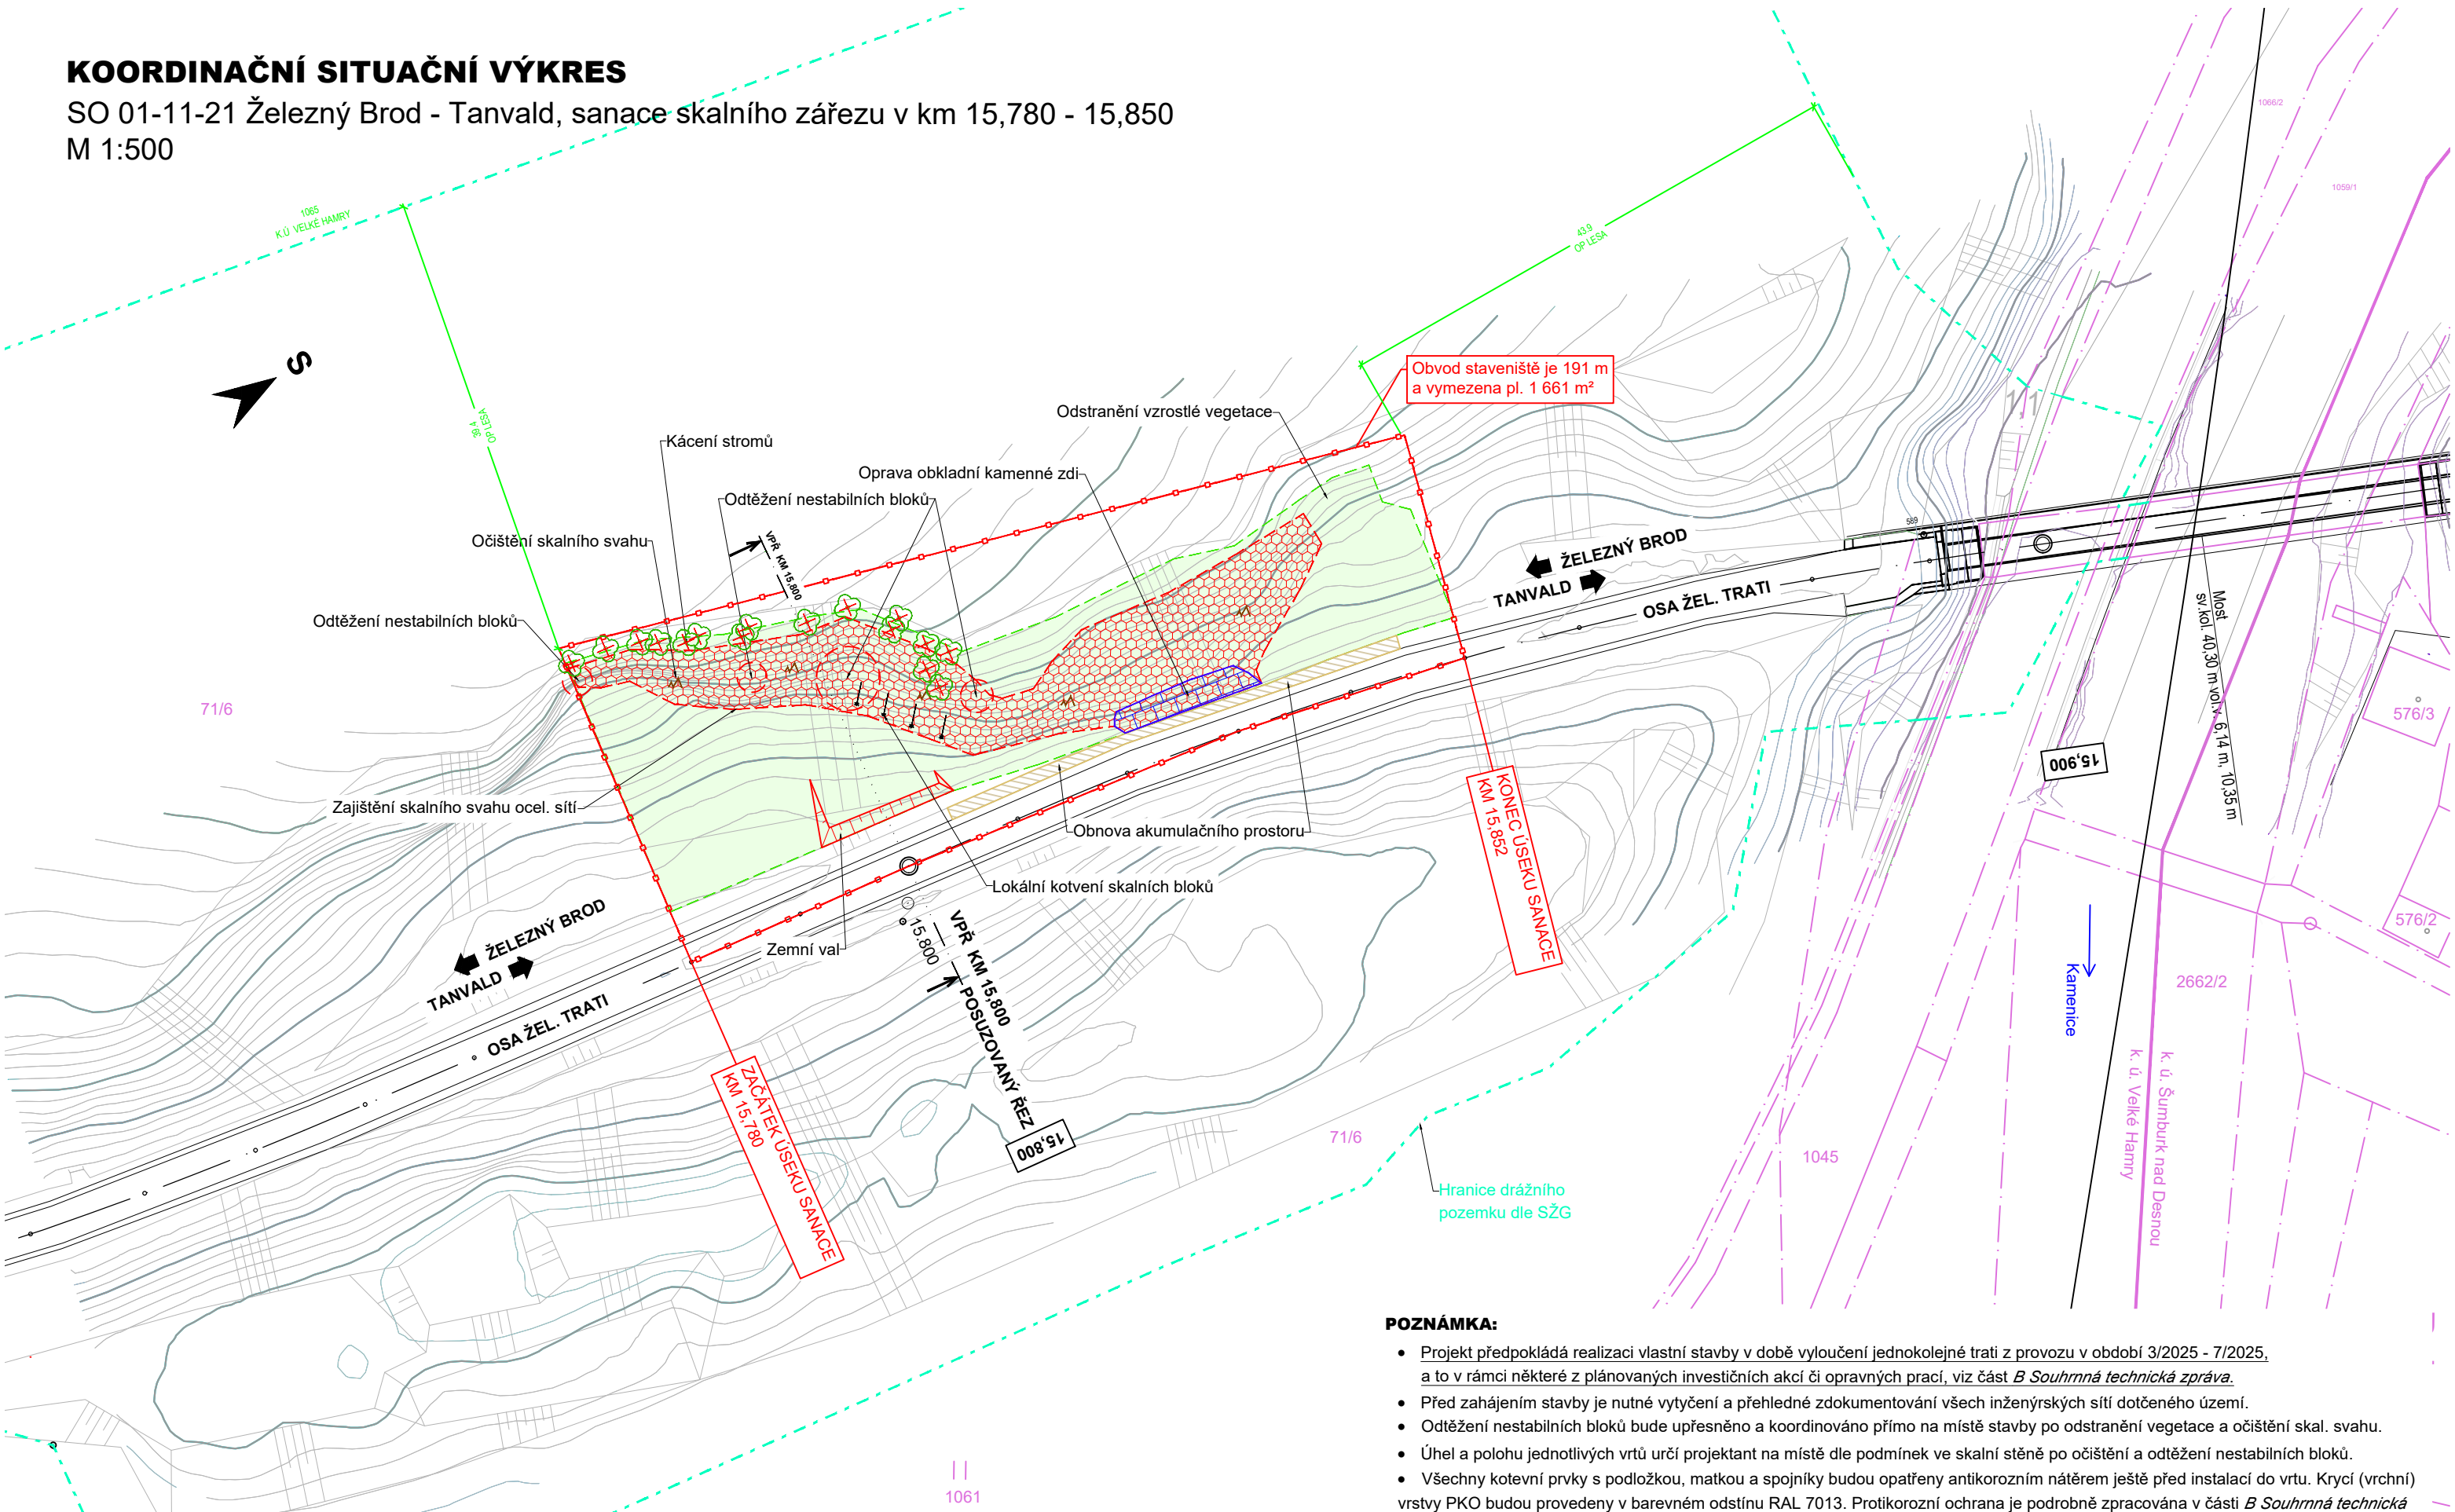 KOORDINAČNÍ SITUAČNÍ VÝKRES
SO 01-11-21 Železný Brod - Tanvald, sanace skalního zářezu v km 15,780 - 15,850
M 1:500
1065
K.Ú VELKÉ HAMRY
39,4
OP LESA
43,9
OP LESA
1066/2
1059/1
S
Obvod staveniště je 191 m
a vymezena pl. 1 661 m²
Odstranění vzrostlé vegetace
Kácení stromů
Oprava obkladní kamenné zdi
Odtěžení nestabilních bloků
Očištění skalního svahu
VPŘ KM 15,800
Odtěžení nestabilních bloků
1,1
589
ŽELEZNÝ BROD
TANVALD
OSA ŽEL. TRATI
Most
sv.kol. 40,30 m vol.v. 6,14 m, 10,35 m
71/6
576/3
15,900
Zajištění skalního svahu ocel. sítí
Obnova akumulačního prostoru
KONEC ÚSEKU SANACE
KM 15,852
Lokální kotvení skalních bloků
Zemní val
ŽELEZNÝ BROD
TANVALD
OSA ŽEL. TRATI
15.800
VPŘ KM 15,800
POSUZOVANÝ ŘEZ
15,800
ZAČÁTEK ÚSEKU SANACE
KM 15,780
576/2
Kamenice
2662/2
k. ú. Šumburk nad Desnou
k. ú. Velké Hamry
71/6
1045
Hranice drážního
pozemku dle SŽG
1061
POZNÁMKA:
• Projekt předpokládá realizaci vlastní stavby v době vyloučení jednokolejné trati z provozu v období 3/2025 - 7/2025,
a to v rámci některé z plánovaných investičních akcí či opravných prací, viz část B Souhrnná technická zpráva.
• Před zahájením stavby je nutné vytyčení a přehledné zdokumentování všech inženýrských sítí dotčeného území.
• Odtěžení nestabilních bloků bude upřesněno a koordinováno přímo na místě stavby po odstranění vegetace a očištění skal. svahu.
• Úhel a polohu jednotlivých vrtů určí projektant na místě dle podmínek ve skalní stěně po očištění a odtěžení nestabilních bloků.
• Všechny kotevní prvky s podložkou, matkou a spojníky budou opatřeny antikorozním nátěrem ještě před instalací do vrtu. Krycí (vrchní)
vrstvy PKO budou provedeny v barevném odstínu RAL 7013. Protikorozní ochrana je podrobně zpracována v části B Souhrnná technická